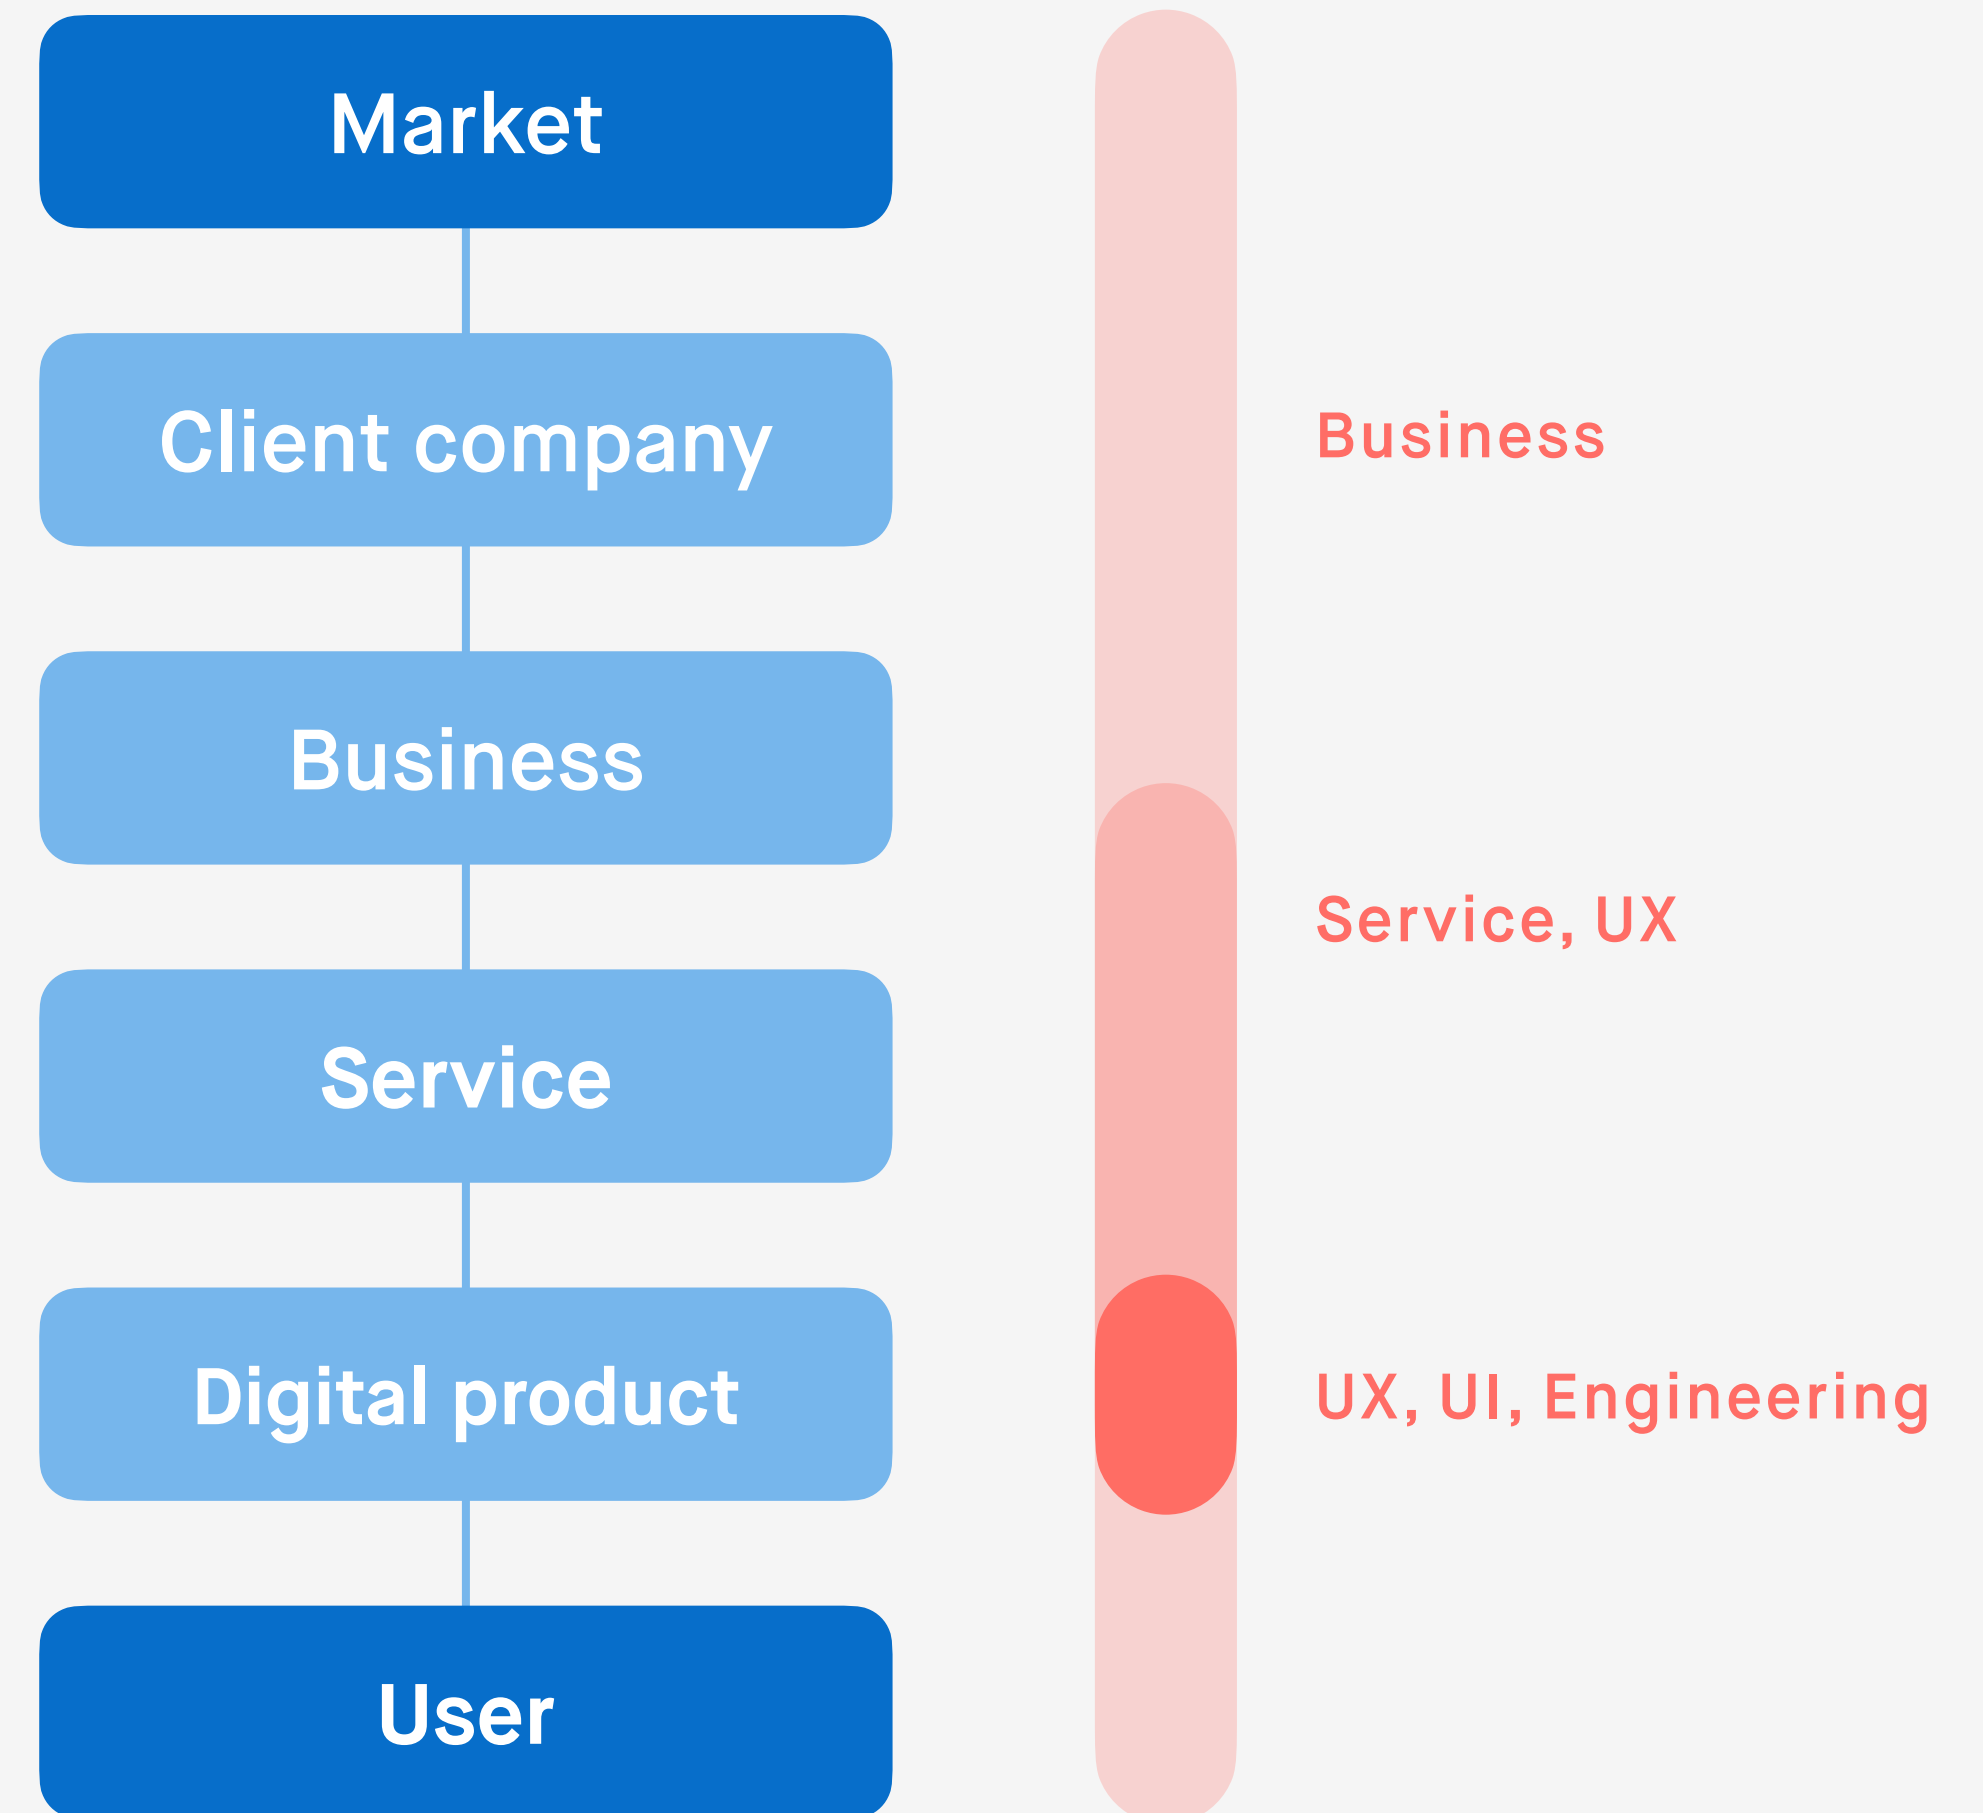 Market
Client company
Business
Business
Service, UX
Service
Digital product
UX, UI, Engineering
User